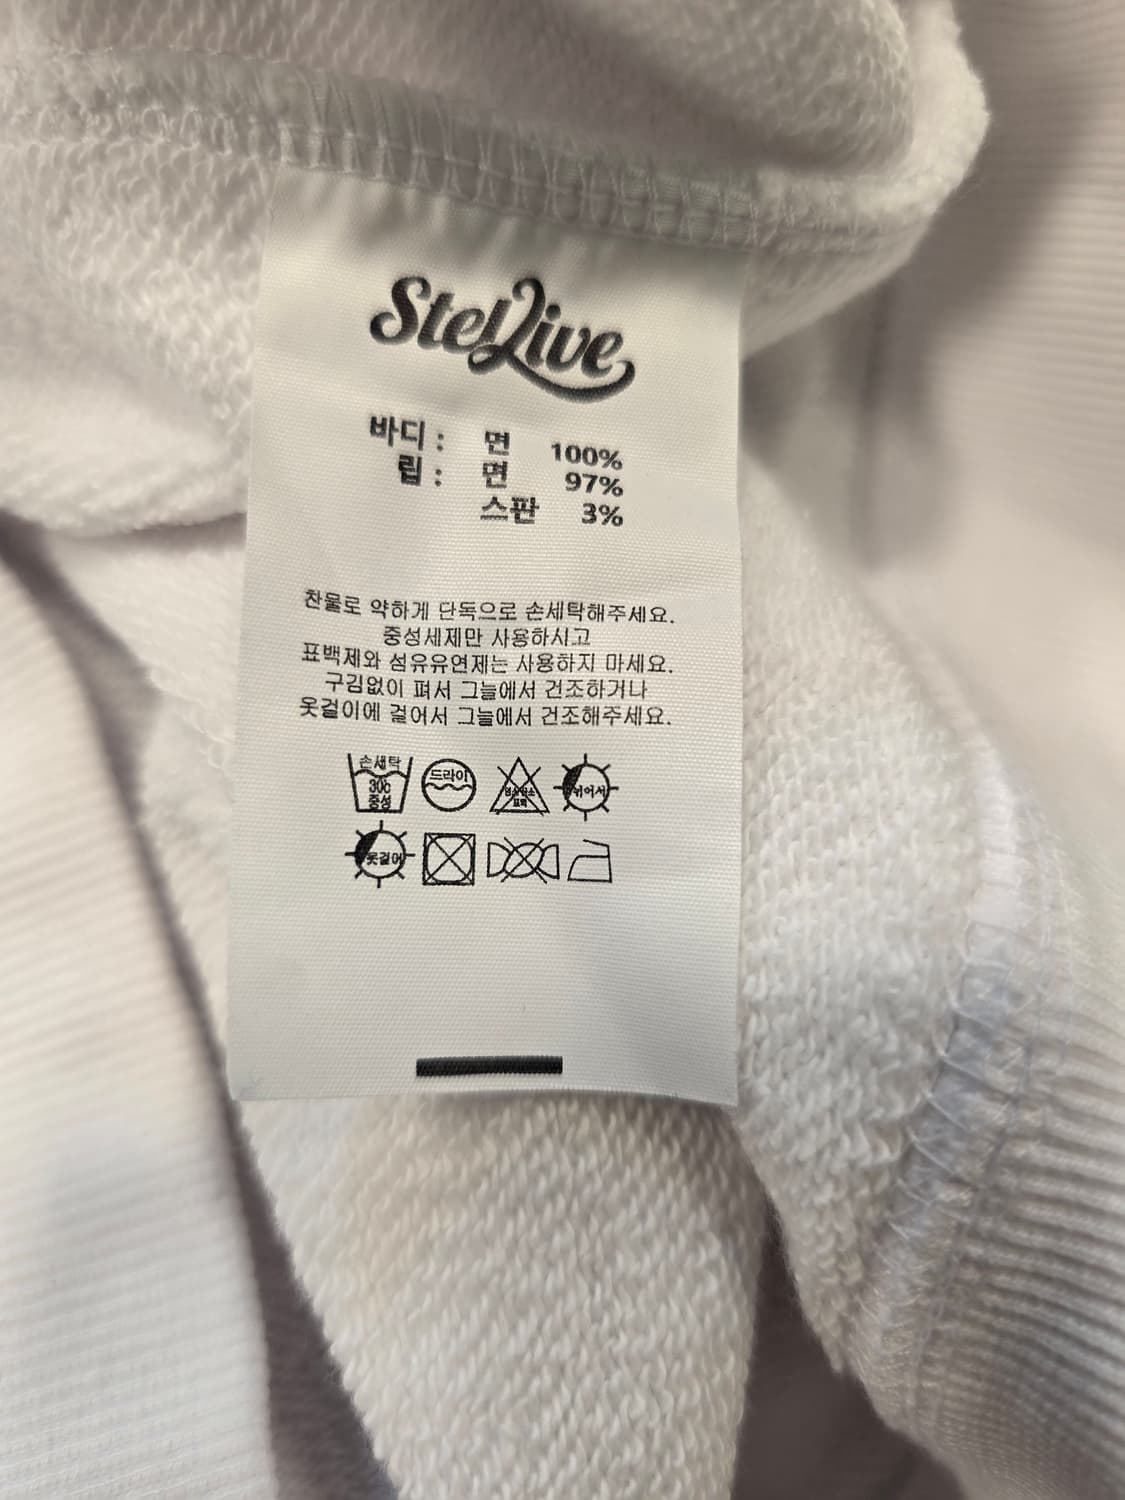 StelLive
바디 : 면 100%
립 : 면 97%
스판 3%
찬물로 약하게 단독으로 손세탁해주세요.
중성세제만 사용하시고
표백제와 섬유유연제는 사용하지 마세요.
구김없이 펴서 그늘에서 건조하거나
옷걸이에 걸어서 그늘에서 건조해주세요.
손세탁
30c
중성
드라이
표백
뉘어서
옷걸이